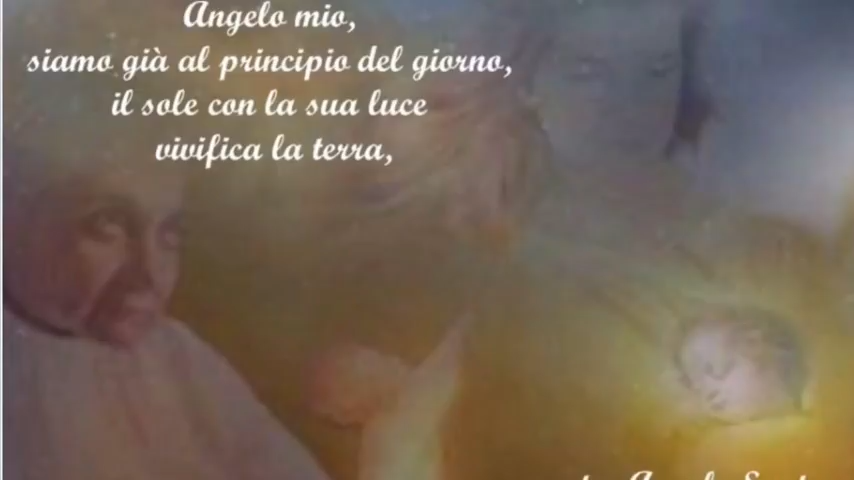 Angelo mio,
siamo già al principio del giorno,
il sole con la sua luce
vivifica la terra,